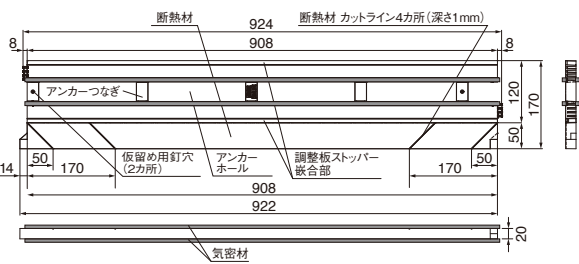 断熱材
断熱材 カットライン4カ所(深さ1mm)
924
8
908
8
アンカーつなぎ
120
170
50
仮留め用釘穴
(2カ所)
アンカー
ホール
調整板ストッパー
嵌合部
14
50
170
170
50
908
922
20
気密材